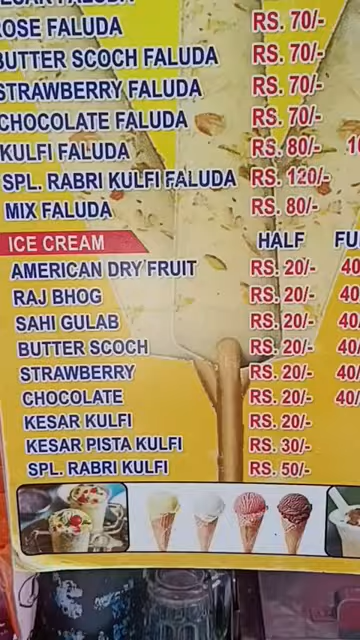 ROSE FALUDA RS. 70/-
BUTTER SCOCH FALUDA RS. 70/-
STRAWBERRY FALUDA RS. 70/-
CHOCOLATE FALUDA RS. 70/-
KULFI FALUDA RS. 80/- 10
SPL. RABRI KULFI FALUDA RS. 120/-
MIX FALUDA RS. 80/-
ICE CREAM HALF FU
AMERICAN DRY FRUIT RS. 20/- 40
RAJ BHOG RS. 20/- 40
SAHI GULAB RS. 20/- 40
BUTTER SCOCH RS. 20/- 40/
STRAWBERRY RS. 20/- 40/
CHOCOLATE RS. 20/- 40/
KESAR KULFI RS. 20/-
KESAR PISTA KULFI RS. 30/-
SPL. RABRI KULFI RS. 50/-